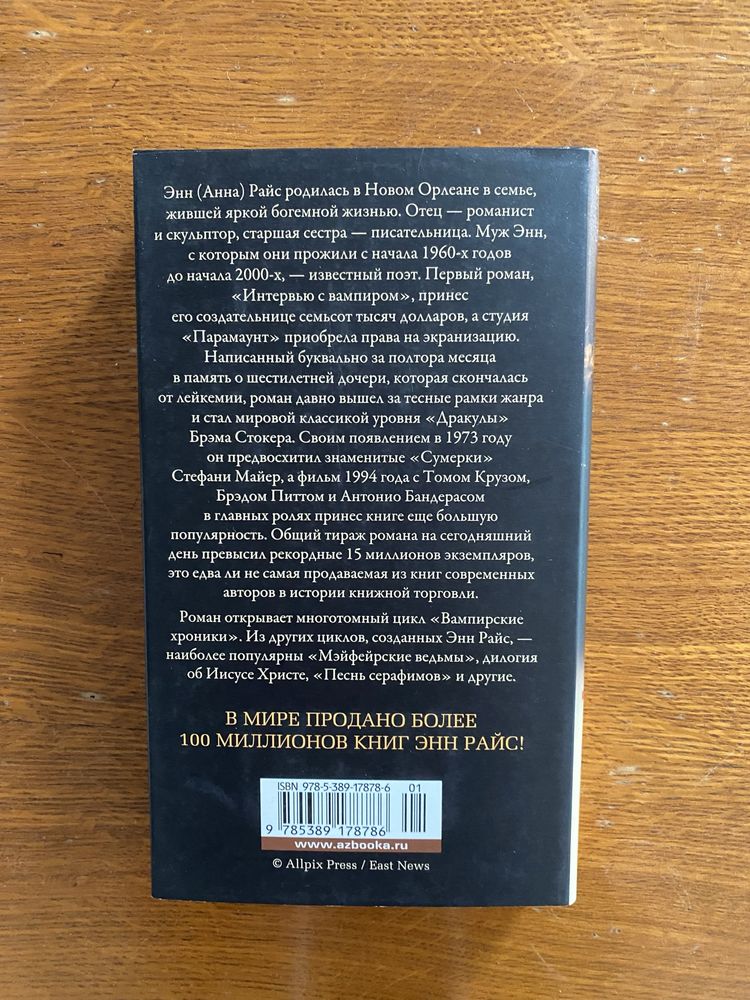 Энн (Анна) Райс родилась в Новом Орлеане в семье,
жившей яркой богемной жизнью. Отец — романист
и скульптор, старшая сестра — писательница. Муж Энн,
с которым они прожили с начала 1960-х годов
до начала 2000-х, — известный поэт. Первый роман,
«Интервью с вампиром», принес
его создательнице семьсот тысяч долларов, а студия
«Парамаунт» приобрела права на экранизацию.
Написанный буквально за полтора месяца
в память о шестилетней дочери, которая скончалась
от лейкемии, роман давно вышел за тесные рамки жанра
и стал мировой классикой уровня «Дракулы»
Брэма Стокера. Своим появлением в 1973 году
он предвосхитил знаменитые «Сумерки»
Стефани Майер, а фильм 1994 года с Томом Крузом,
Брэдом Питтом и Антонио Бандерасом
в главных ролях принес книге еще большую
популярность. Общий тираж романа на сегодняшний
день превысил рекордные 15 миллионов экземпляров,
это едва ли не самая продаваемая из книг современных
авторов в истории книжной торговли.
Роман открывает многотомный цикл «Вампирские
хроники». Из других циклов, созданных Энн Райс, —
наиболее популярны «Мэйфейрские ведьмы», дилогия
об Иисусе Христе, «Песнь серафимов» и другие.
В МИРЕ ПРОДАНО БОЛЕЕ
100 МИЛЛИОНОВ КНИГ ЭНН РАЙС!
ISBN 978-5-389-17878-6 01
9 785389 178786
www.azbooka.ru
© Allpix Press / East News